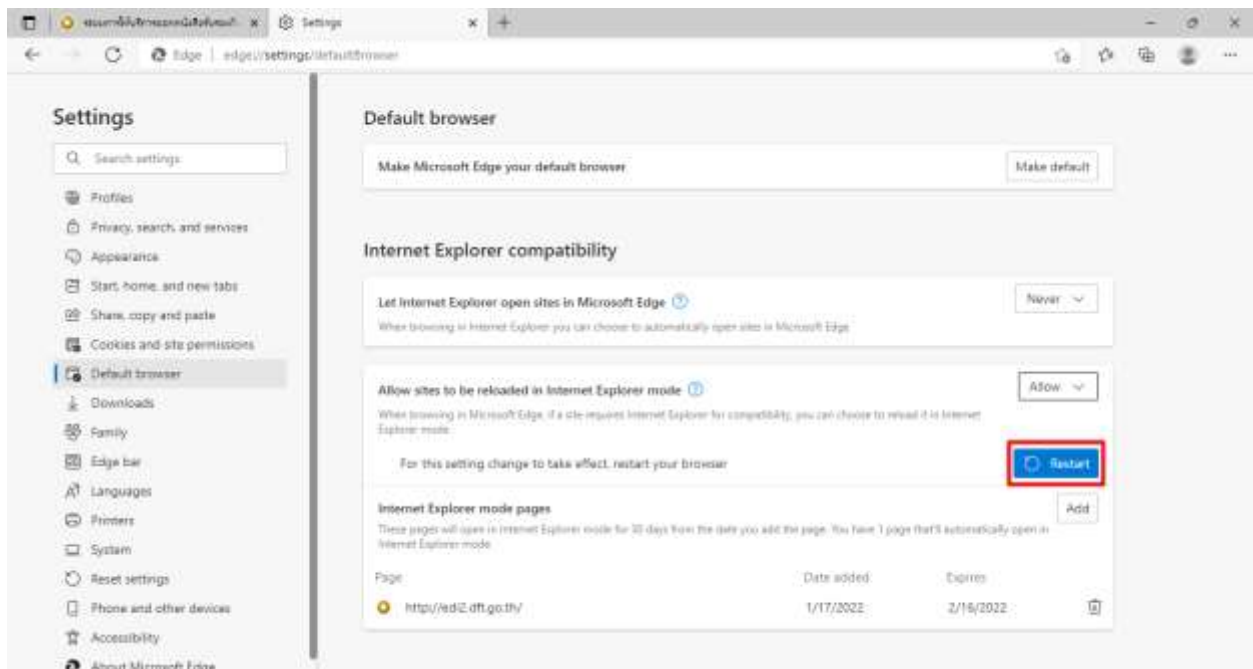 Settings
Edge | edge://settings/defaultBrowser
Settings
Search settings
Profiles
Privacy, search, and services
Appearance
Start, home, and new tabs
Share, copy and paste
Cookies and site permissions
Default browser
Downloads
Family
Edge bar
Languages
Printers
System
Reset settings
Phone and other devices
Accessibility
About Microsoft Edge
Default browser
Make Microsoft Edge your default browser
Make default
Internet Explorer compatibility
Let Internet Explorer open sites in Microsoft Edge
Never
When browsing in Internet Explorer you can choose to automatically open sites in Microsoft Edge
Allow sites to be reloaded in Internet Explorer mode
Allow
When browsing in Microsoft Edge, if a site requires Internet Explorer for compatibility, you can choose to reload it in Internet
Explorer mode
For this setting change to take effect, restart your browser
Restart
Internet Explorer mode pages
Add
These pages will open in Internet Explorer mode for 30 days from the date you add the page. You have 1 page that'll automatically open in
Internet Explorer mode
Page Date added Expires
http://edi2.dft.go.th/ 1/17/2022 2/16/2022